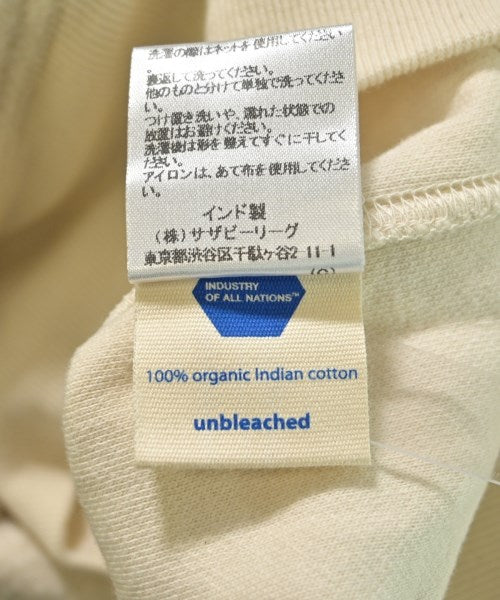 洗濯の際はネットを使用してくださ
い。
裏返して洗ってください。
他のものと分けて単独で洗ってくださ
い。
つけ置き洗いや、濡れた状態での
放置はお避けください。
洗濯後は形を整えてすぐに干してく
ださい。
アイロンは、あて布を使用してくださ
い。
インド製
(株)サザビーリーグ
東京都渋谷区千駄ヶ谷2-11-1
INDUSTRY
OF ALL NATIONS™
100% organic Indian cotton
unbleached